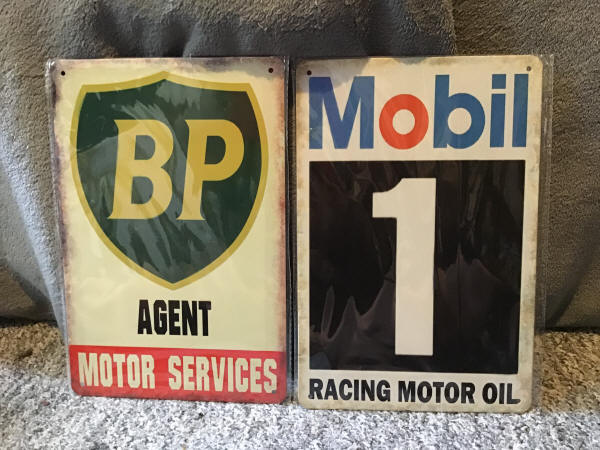 BP
AGENT
MOTOR SERVICES
Mobil
1
RACING MOTOR OIL